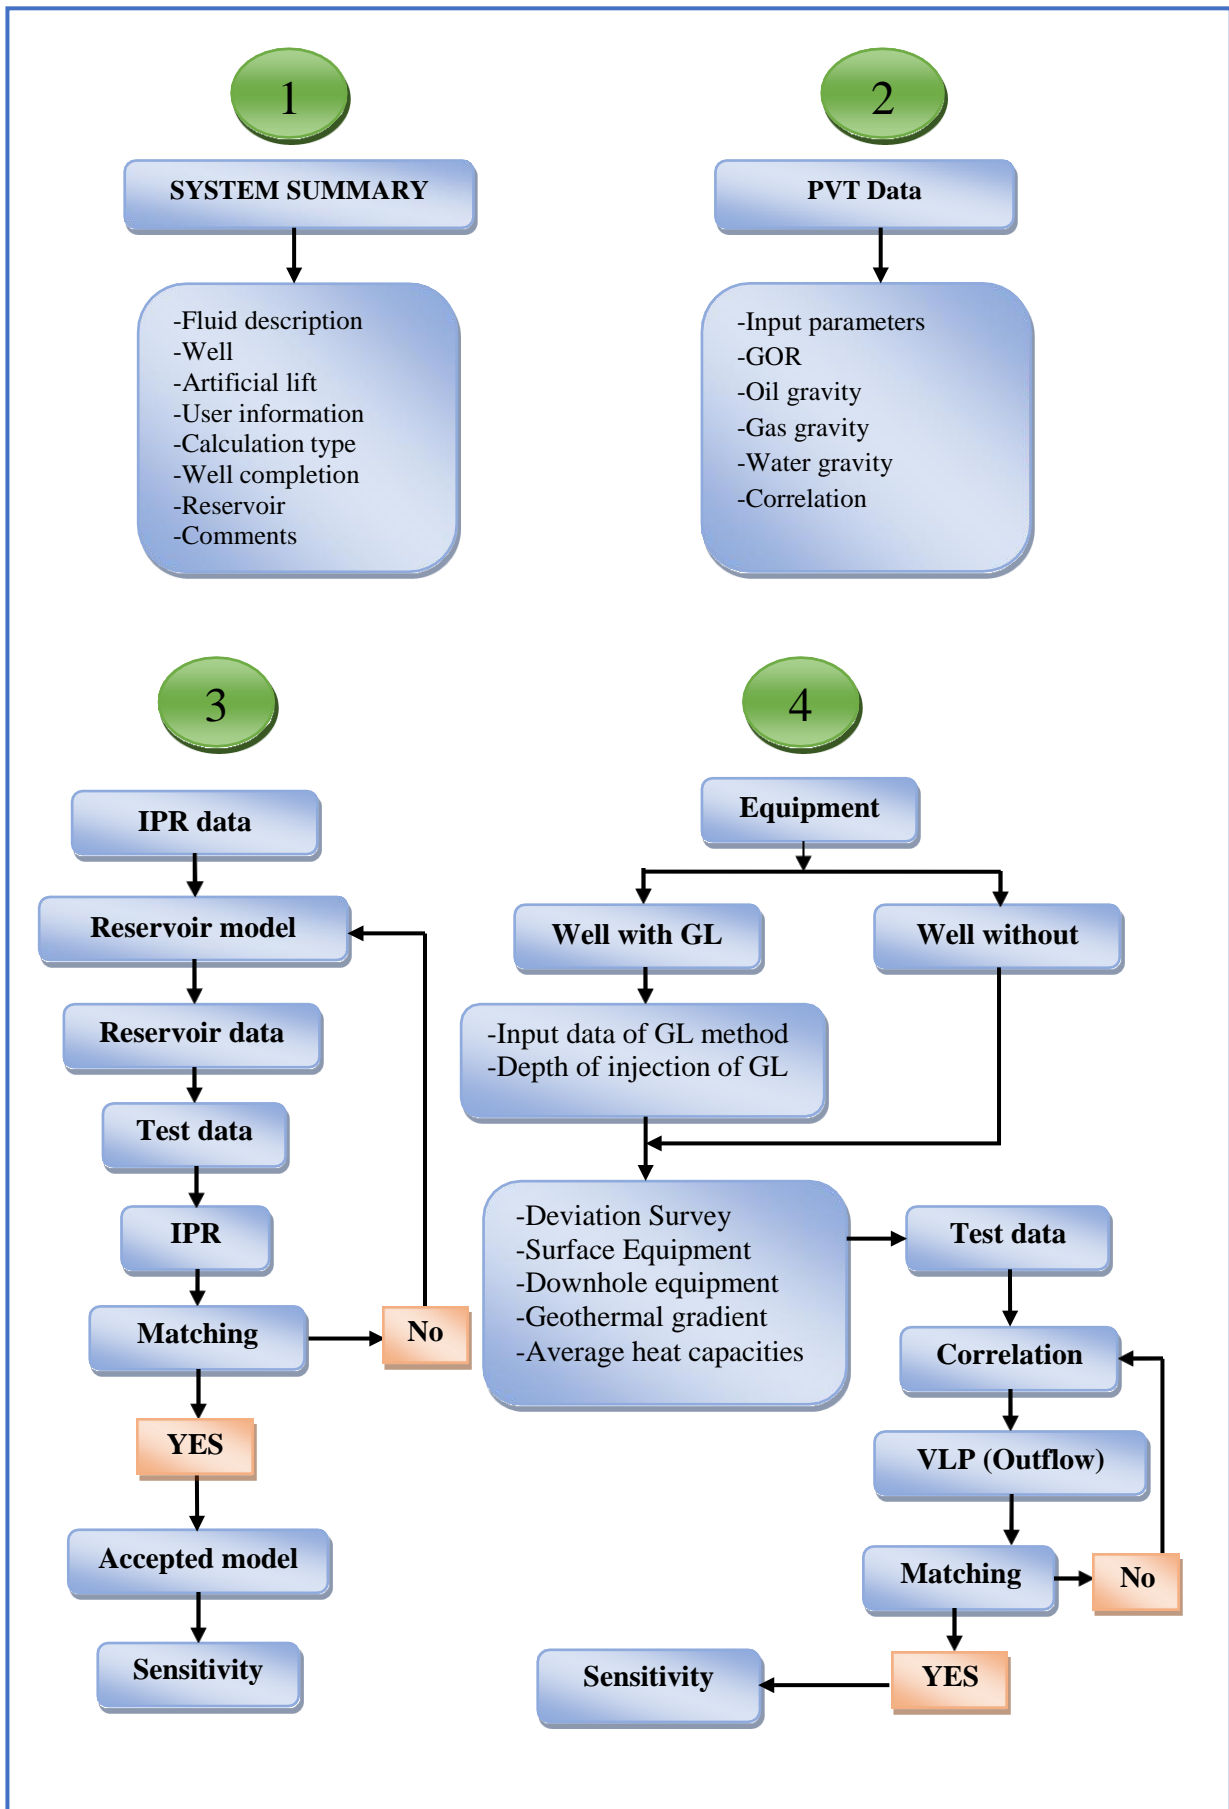 1
SYSTEM SUMMARY
-Fluid description
-Well
-Artificial lift
-User information
-Calculation type
-Well completion
-Reservoir
-Comments
2
PVT Data
-Input parameters
-GOR
-Oil gravity
-Gas gravity
-Water gravity
-Correlation
3
IPR data
Reservoir model
Reservoir data
Test data
IPR
Matching
No
YES
Accepted model
Sensitivity
4
Equipment
Well with GL
Well without
-Input data of GL method
-Depth of injection of GL
-Deviation Survey
-Surface Equipment
-Downhole equipment
-Geothermal gradient
-Average heat capacities
Test data
Correlation
VLP (Outflow)
Matching
No
YES
Sensitivity